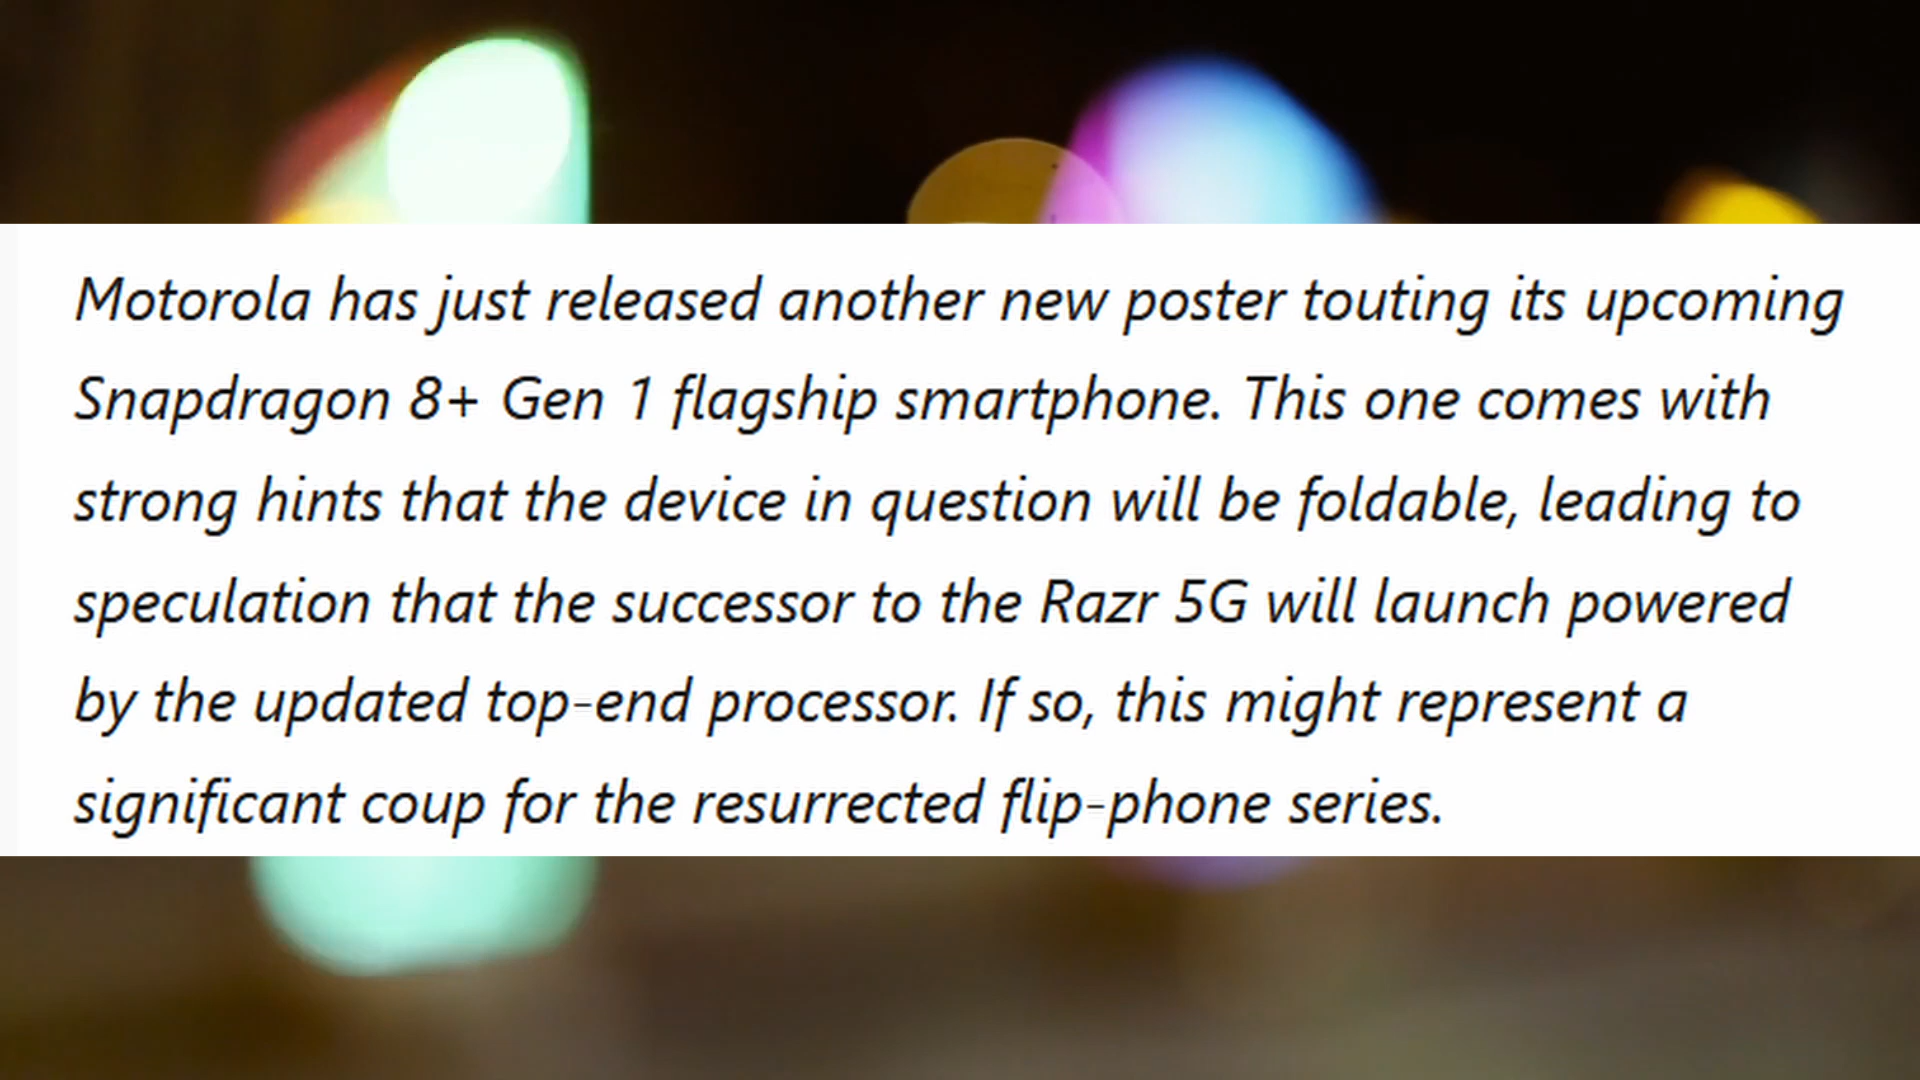 Motorola has just released another new poster touting its upcoming
Snapdragon 8+ Gen 1 flagship smartphone. This one comes with
strong hints that the device in question will be foldable, leading to
speculation that the successor to the Razr 5G will launch powered
by the updated top-end processor. If so, this might represent a
significant coup for the resurrected flip-phone series.